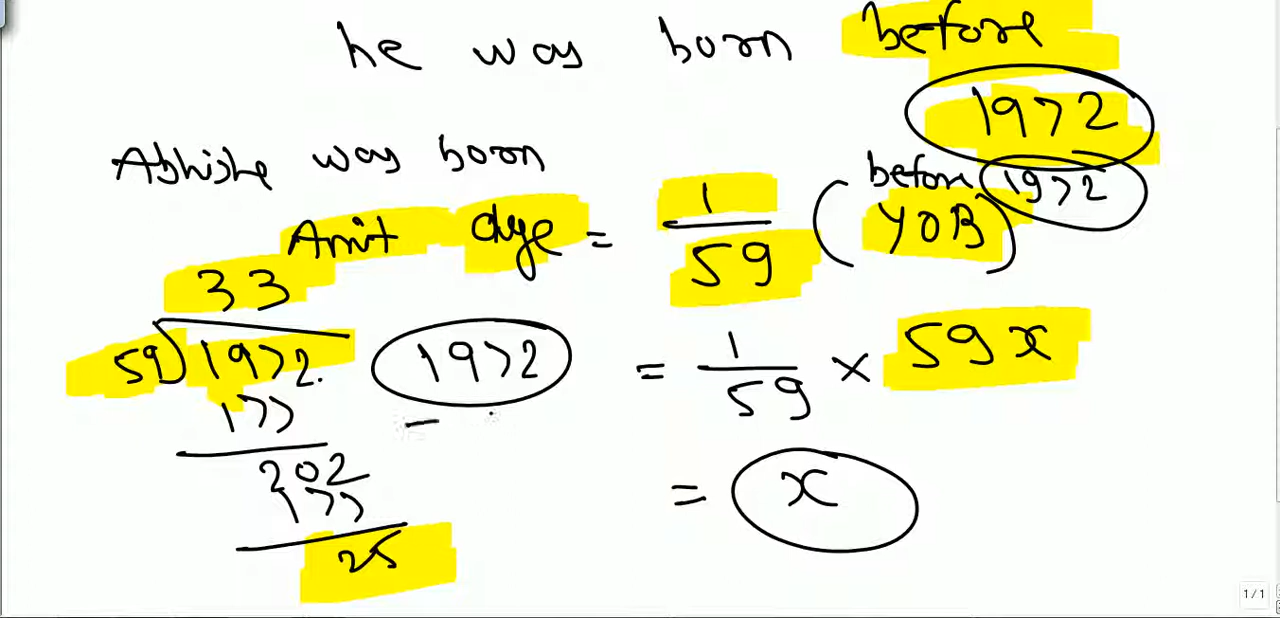 he was born before
1972
Abhishe was born
before 1972
Amit age = 1/59 (YOB)
33
59)1972. 1972 = 1/59 × 59x
177 -
202
177
25
= x
1/1